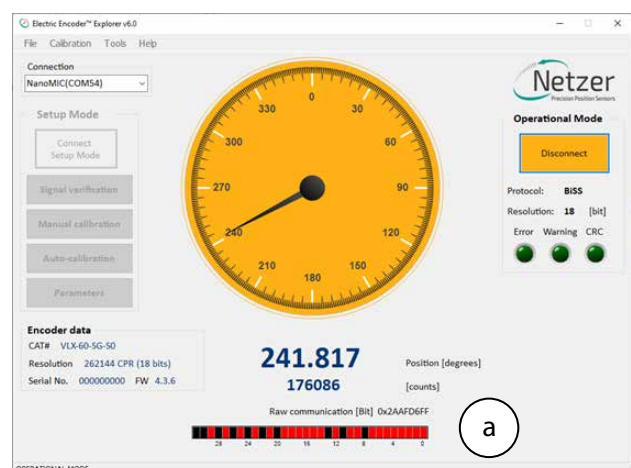 Electric Encoder™ Explorer v6.0
File Calibration Tools Help
Connection
NanoMIC(COM54)
Setup Mode
Connect
Setup Mode
Signal verification
Manual calibration
Auto-calibration
Parameters
0
30
60
90
120
150
180
210
240
270
300
330
Netzer
Precision Position Sensors
Operational Mode
Disconnect
Protocol: BiSS
Resolution: 18 [bit]
Error Warning CRC
Encoder data
CAT# VLX-60-SG-S0
Resolution 262144 CPR (18 bits)
Serial No. 000000000 FW 4.3.6
241.817 Position [degrees]
176086 [counts]
Raw communication [Bit] 0x2AAFD6FF
28 24 20 16 12 8 4 0
a
OPERATIONAL MODE